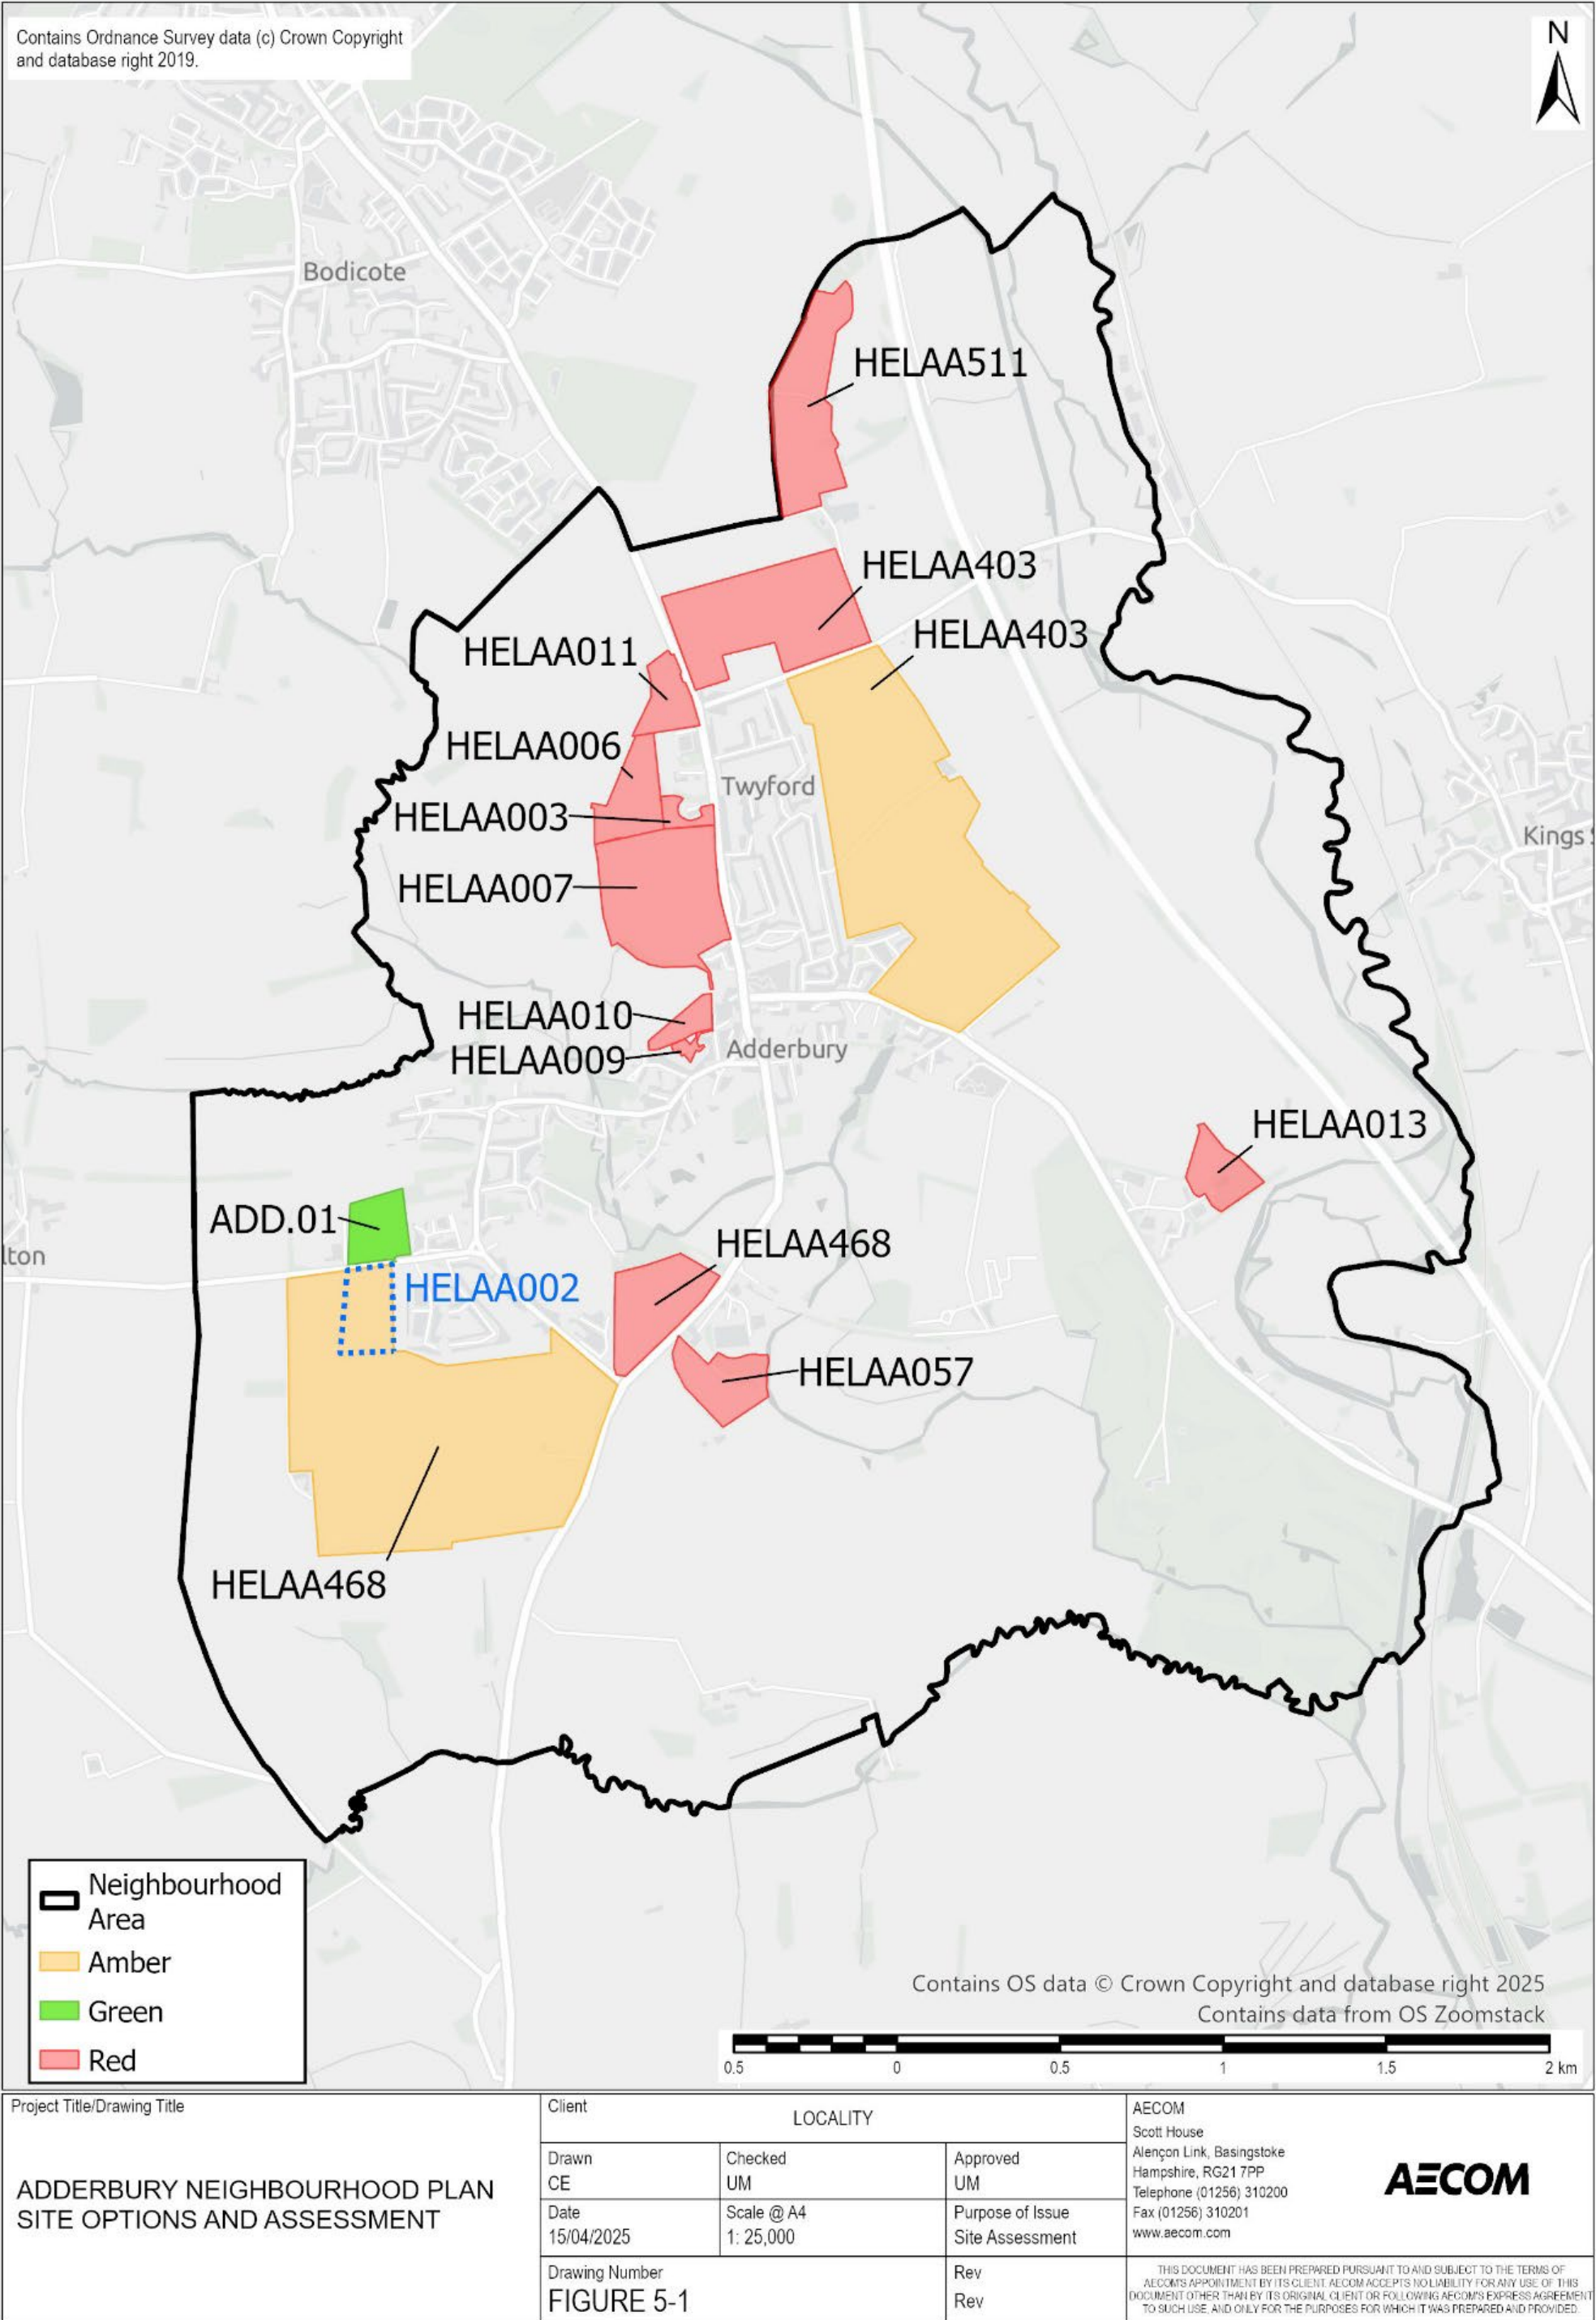 Contains Ordnance Survey data (c) Crown Copyright
and database right 2019.
N
Bodicote
HELAA511
HELAA403
HELAA403
HELAA011
HELAA006
Twyford
HELAA003
Kings
HELAA007
HELAA010
Adderbury
HELAA009
HELAA013
ADD.01
HELAA468
lton
HELAA002
HELAA057
HELAA468
Neighbourhood
Area
Amber
Green
Red
Contains OS data © Crown Copyright and database right 2025
Contains data from OS Zoomstack
0.5 0 0.5 1 1.5 2 km
Project Title/Drawing Title
ADDERBURY NEIGHBOURHOOD PLAN
SITE OPTIONS AND ASSESSMENT
Client
LOCALITY
Drawn
CE
Checked
UM
Approved
UM
Date
15/04/2025
Scale @ A4
1: 25,000
Purpose of Issue
Site Assessment
Drawing Number
FIGURE 5-1
Rev
Rev
AECOM
Scott House
Alençon Link, Basingstoke
Hampshire, RG21 7PP
Telephone (01256) 310200
Fax (01256) 310201
www.aecom.com
AECOM
THIS DOCUMENT HAS BEEN PREPARED PURSUANT TO AND SUBJECT TO THE TERMS OF
AECOM'S APPOINTMENT BY ITS CLIENT. AECOM ACCEPTS NO LIABILITY FOR ANY USE OF THIS
DOCUMENT OTHER THAN BY ITS ORIGINAL CLIENT OR FOLLOWING AECOM'S EXPRESS AGREEMENT
TO SUCH USE, AND ONLY FOR THE PURPOSES FOR WHICH IT WAS PREPARED AND PROVIDED.